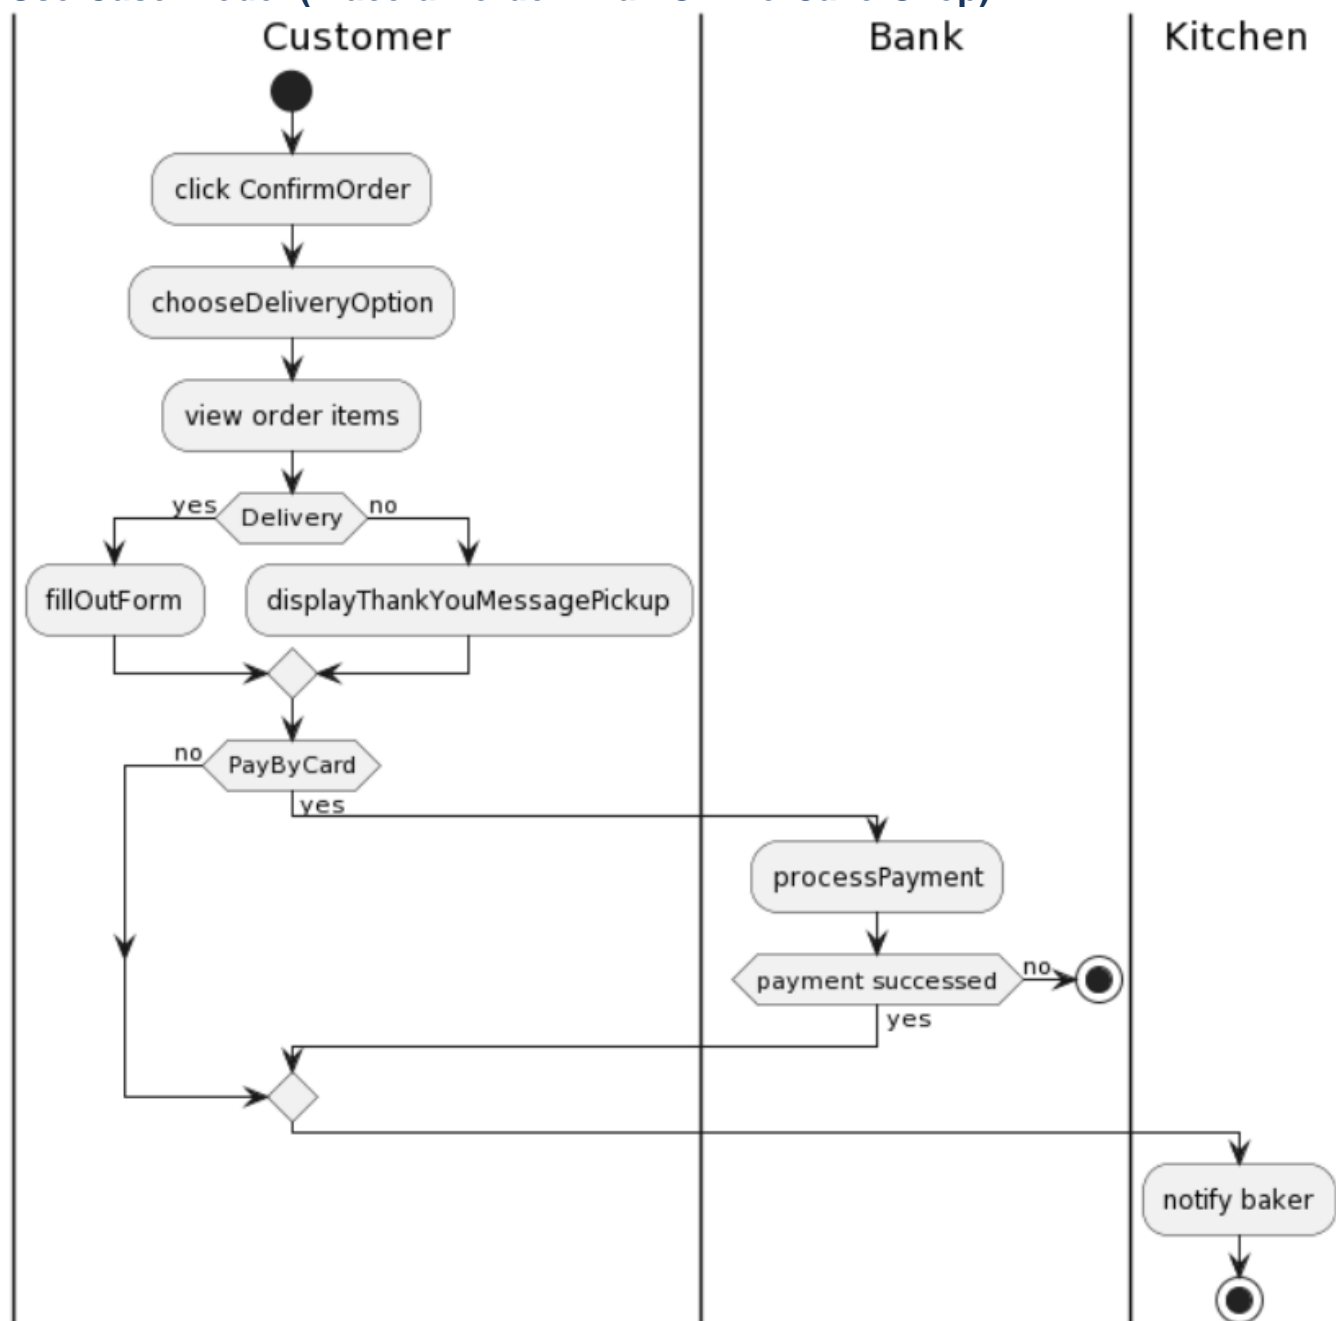 Customer
Bank
Kitchen
click ConfirmOrder
chooseDeliveryOption
view order items
yes
Delivery
no
fillOutForm
displayThankYouMessagePickup
no
PayByCard
yes
processPayment
payment successed
no
yes
notify baker